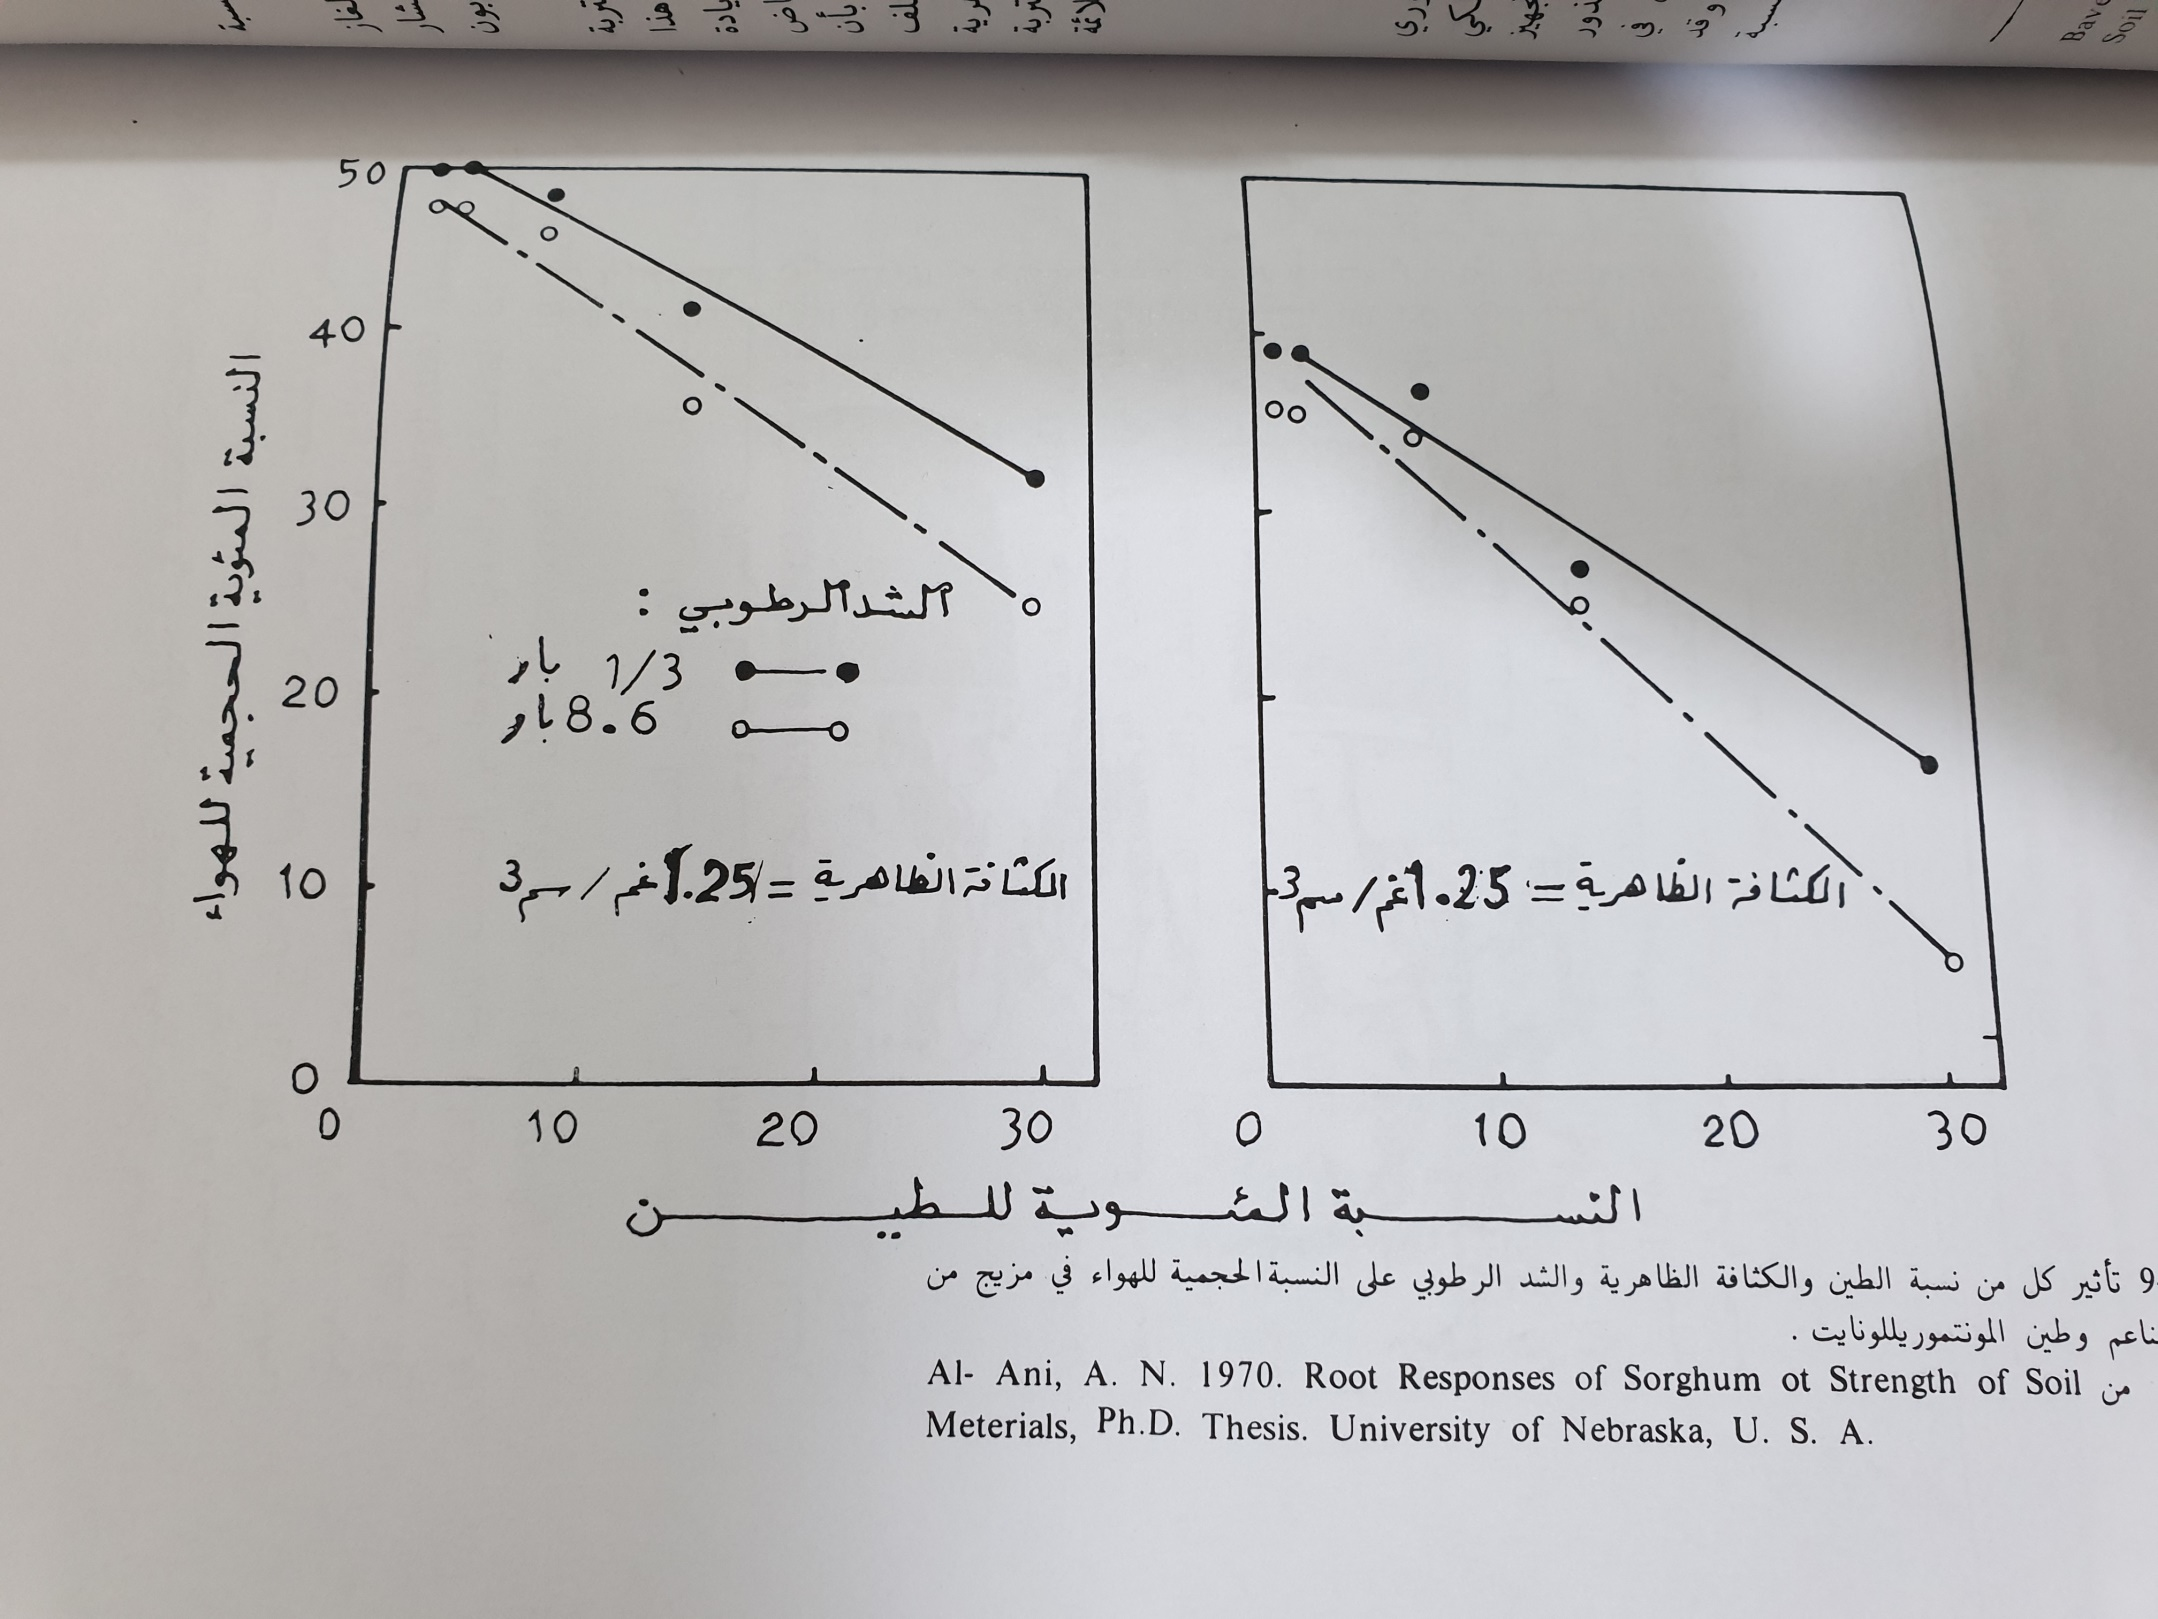 50
40
30
20
10
0
النسبة المئوية الحجمية للهواء
الشد الرطوبي :
1/3 بار
8.6 بار
الكثافة الظاهرية = 1.25 غم / سم3
0 10 20 30
الكثافة الظاهرية = 1.25 غم / سم3
0 10 20 30
النسبة المئوية للطين
9 تأثير كل من نسبة الطين والكثافة الظاهرية والشد الرطوبي على النسبة الحجمية للهواء في مزيج من
وطين المونتموريللونايت .
من Al- Ani, A. N. 1970. Root Responses of Sorghum ot Strength of Soil
Meterials, Ph.D. Thesis. University of Nebraska, U. S. A.